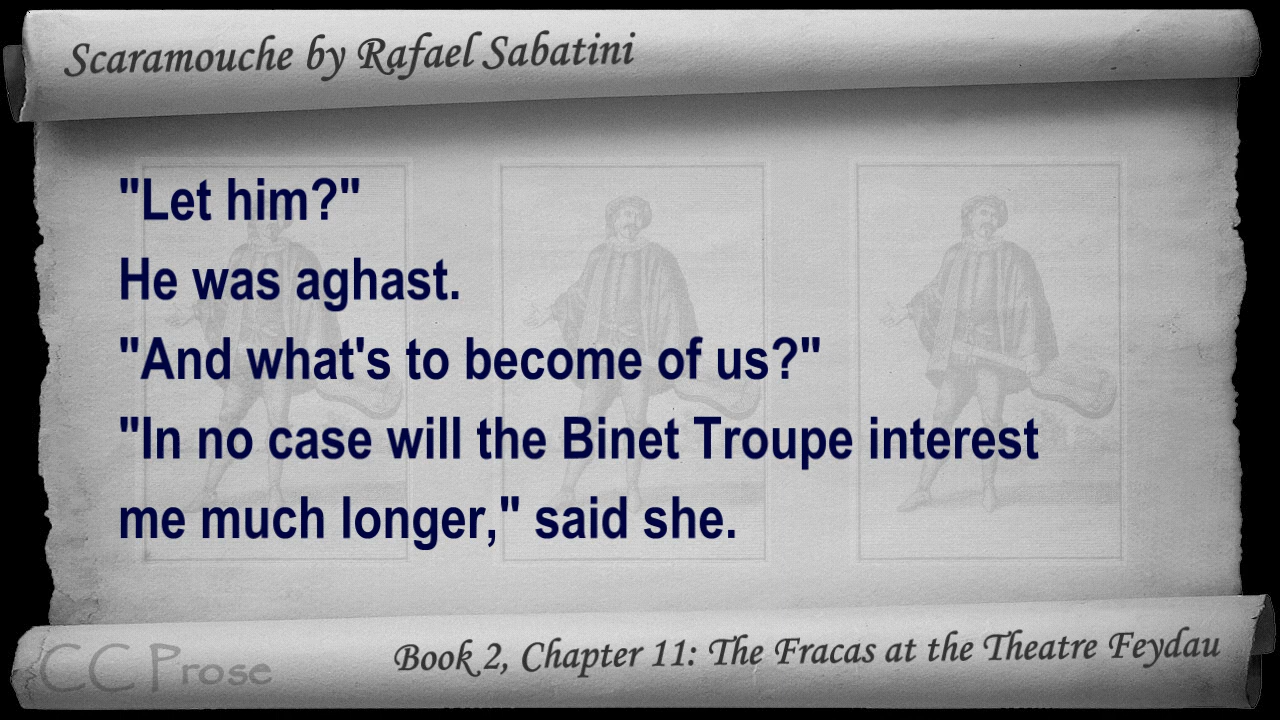 Scaramouche by Rafael Sabatini
"Let him?"
He was aghast.
"And what's to become of us?"
"In no case will the Binet Troupe interest
me much longer," said she.
CC Prose
Book 2, Chapter 11: The Fracas at the Theatre Feydau